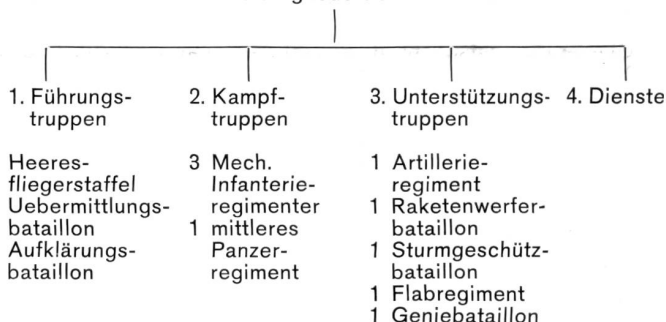 1. Führungs-
truppen
Heeres-
fliegerstaffel
Uebermittlungs-
bataillon
Aufklärungs-
bataillon
2. Kampf-
truppen
3 Mech.
Infanterie-
regimenter
1 mittleres
Panzer-
regiment
3. Unterstützungs-
truppen
1 Artillerie-
regiment
1 Raketenwerfer-
bataillon
1 Sturmgeschütz-
bataillon
1 Flabregiment
1 Geniebataillon
4. Dienste